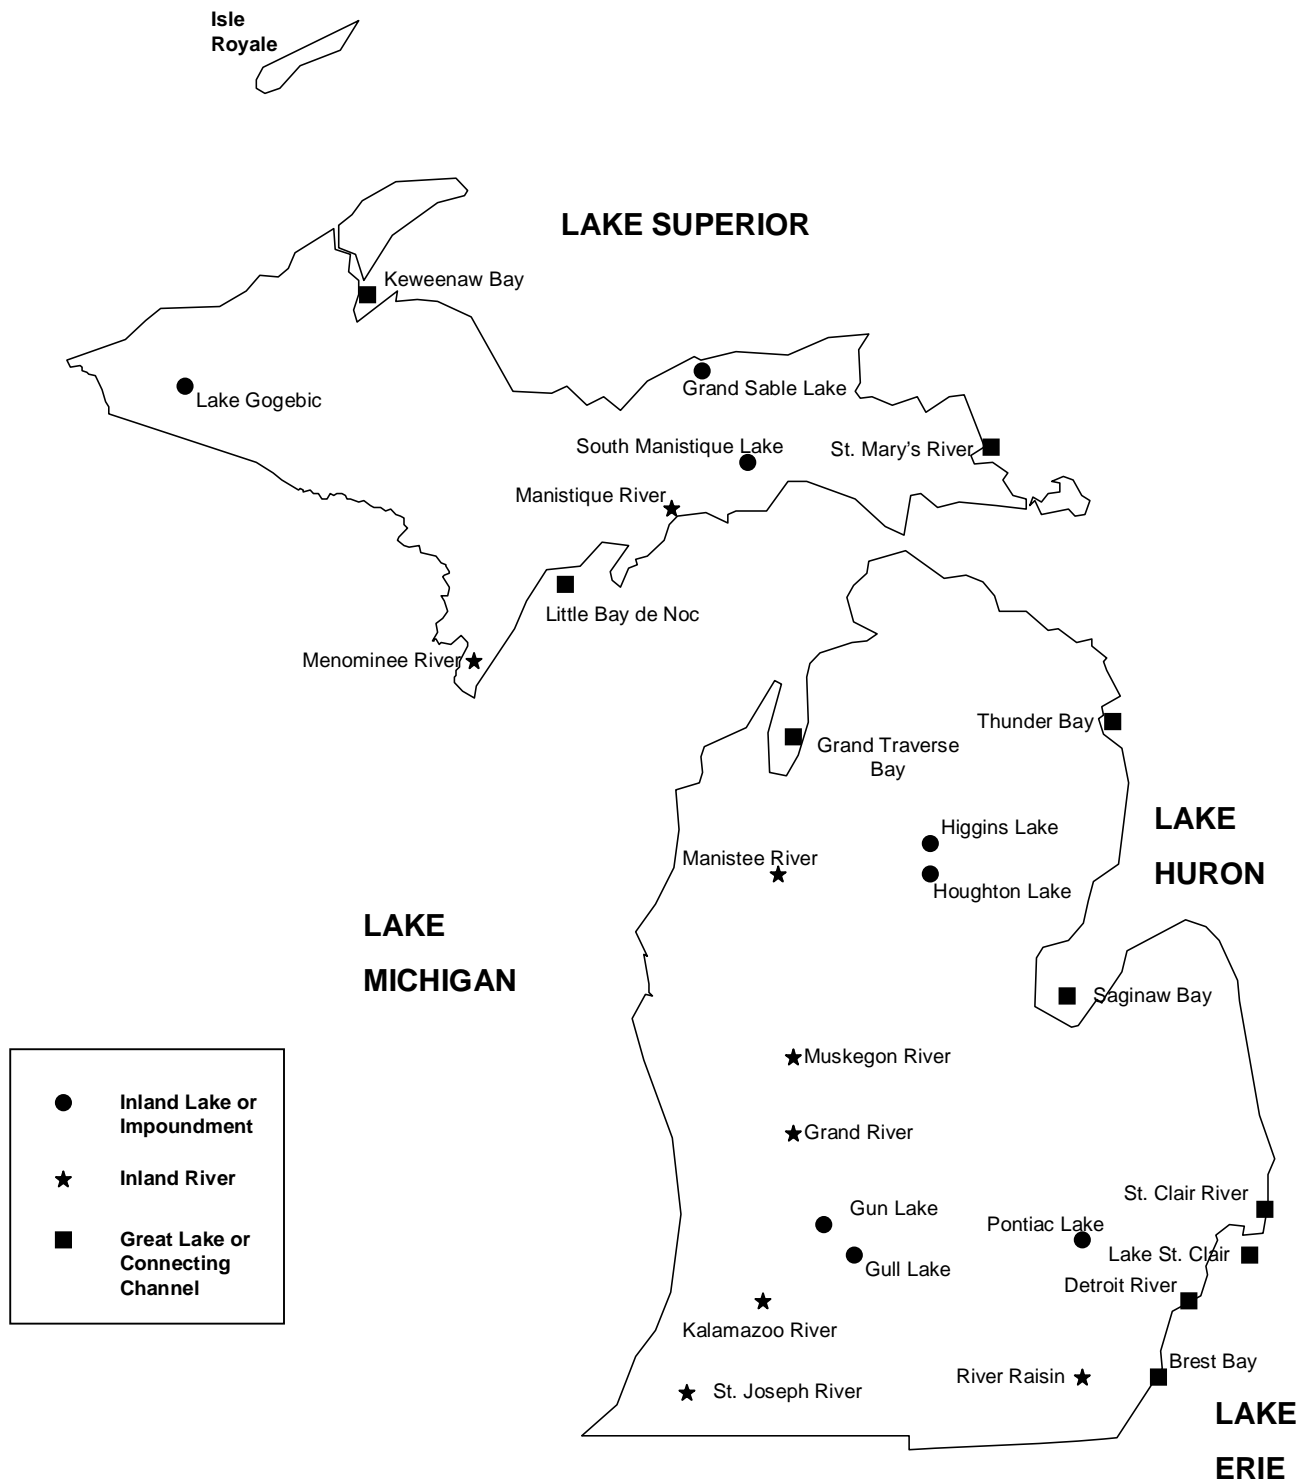 Isle
Royale
LAKE SUPERIOR
Keweenaw Bay
Grand Sable Lake
Lake Gogebic
South Manistique Lake
St. Mary's River
Manistique River
Little Bay de Noc
Menominee River
Thunder Bay
Grand Traverse
Bay
LAKE
HURON
Higgins Lake
Manistee River
Houghton Lake
LAKE
MICHIGAN
Saginaw Bay
Muskegon River
Inland Lake or
Impoundment
Inland River
Great Lake or
Connecting
Channel
Grand River
St. Clair River
Gun Lake
Pontiac Lake
Lake St. Clair
Gull Lake
Detroit River
Kalamazoo River
Brest Bay
River Raisin
St. Joseph River
LAKE
ERIE